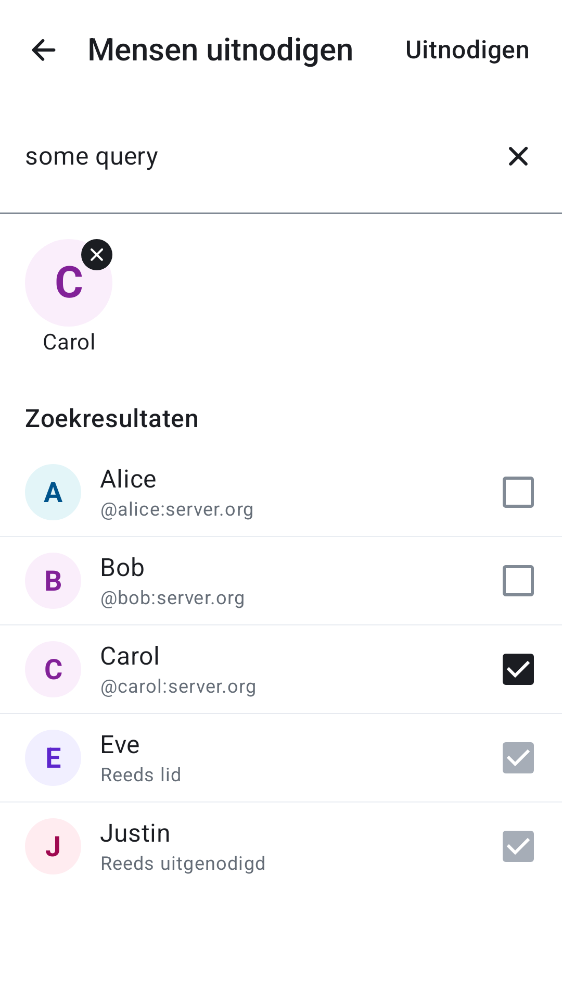 Mensen uitnodigen
Uitnodigen
some query
C
Carol
Zoekresultaten
A
Alice
@alice:server.org
B
Bob
@bob:server.org
C
Carol
@carol:server.org
E
Eve
Reeds lid
J
Justin
Reeds uitgenodigd